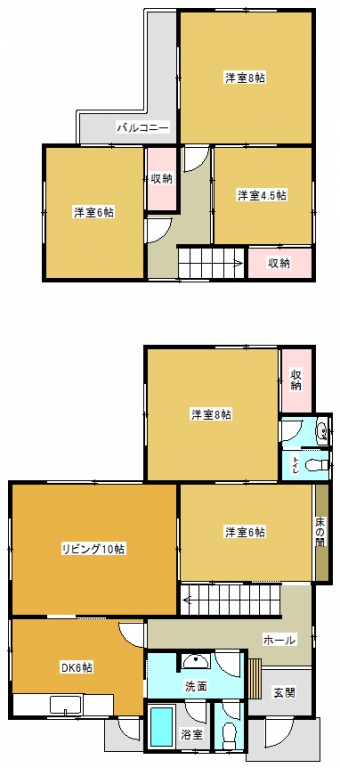 洋室8帖
バルコニー
収納
洋室6帖
洋室4.5帖
収納
収納
洋室8帖
トイレ
床の間
洋室6帖
リビング10帖
ホール
DK6帖
洗面
玄関
浴室